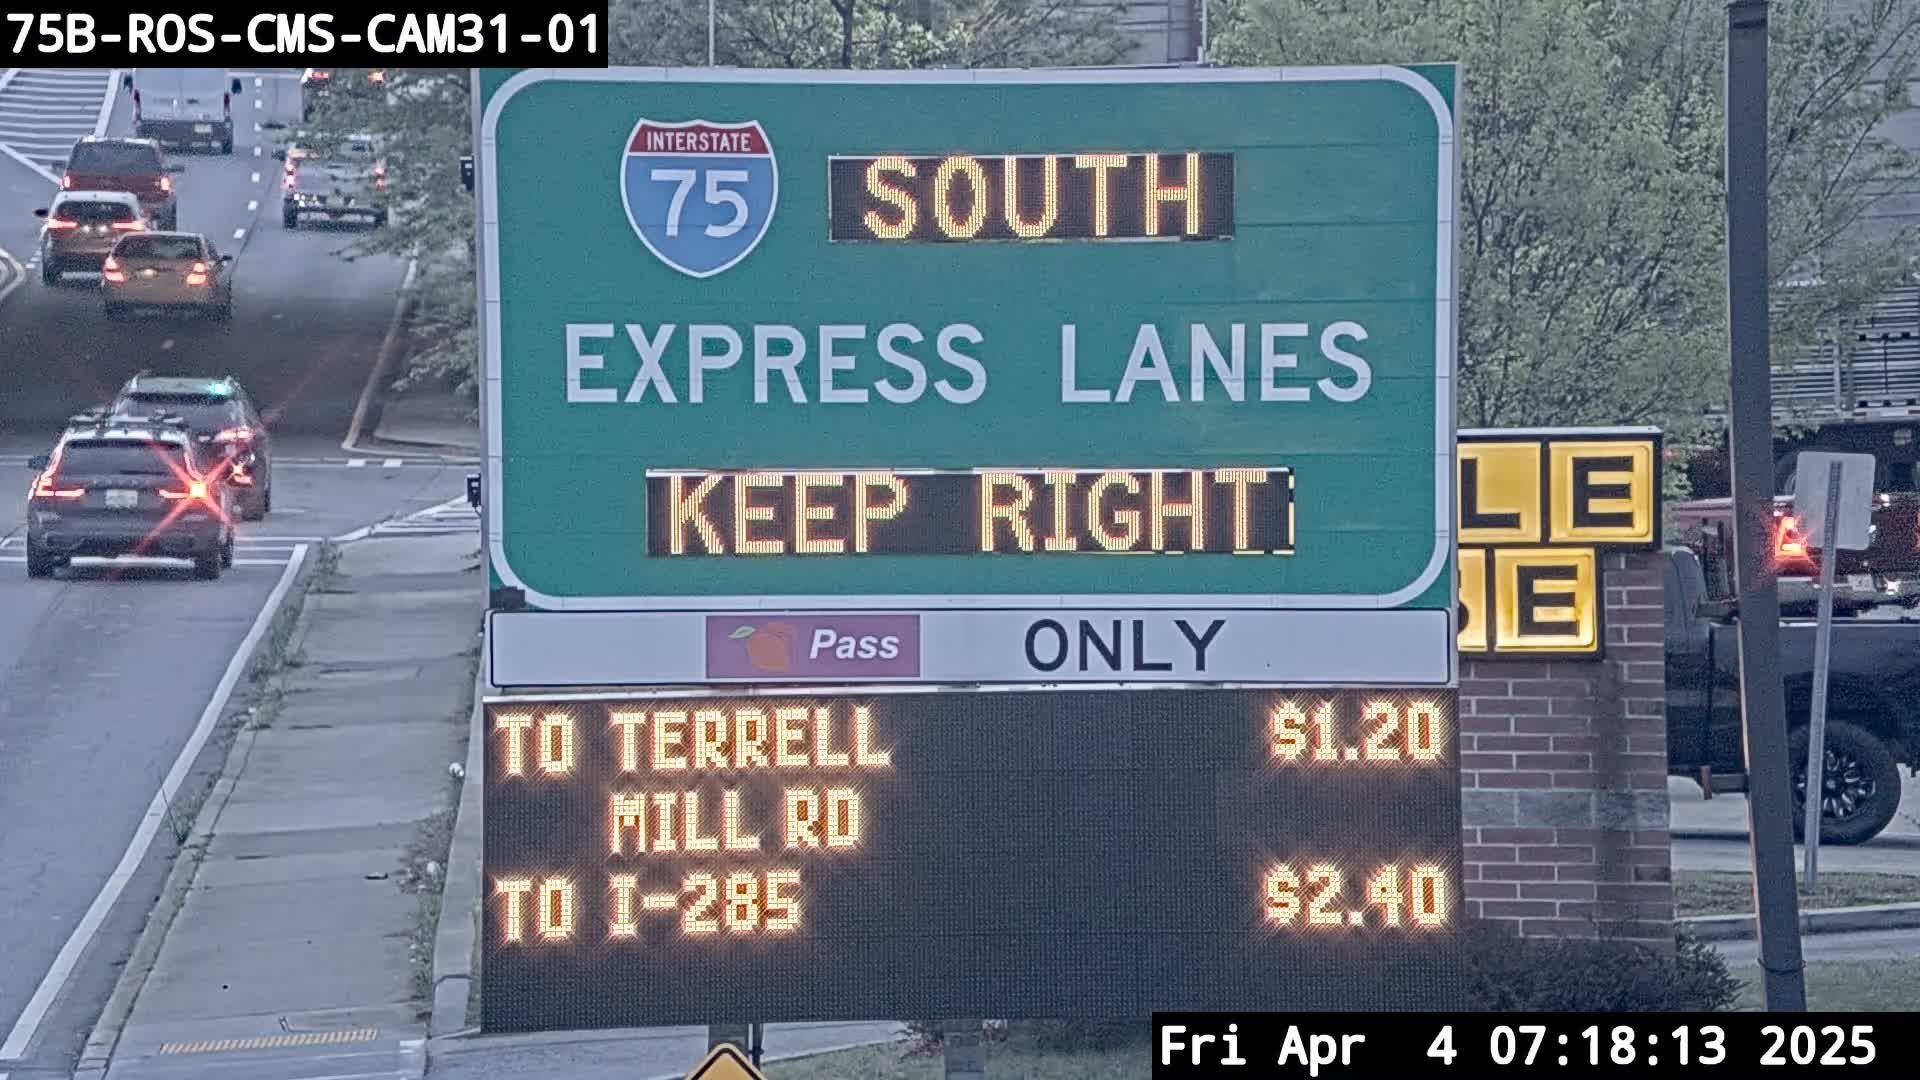 75B-ROS-CMS-CAM31-01
INTERSTATE
75
SOUTH
EXPRESS LANES
KEEP RIGHT
LE
E
Pass ONLY
TO TERRELL $1.20
MILL RD
TO I-285 $2.40
Fri Apr 4 07:18:13 2025